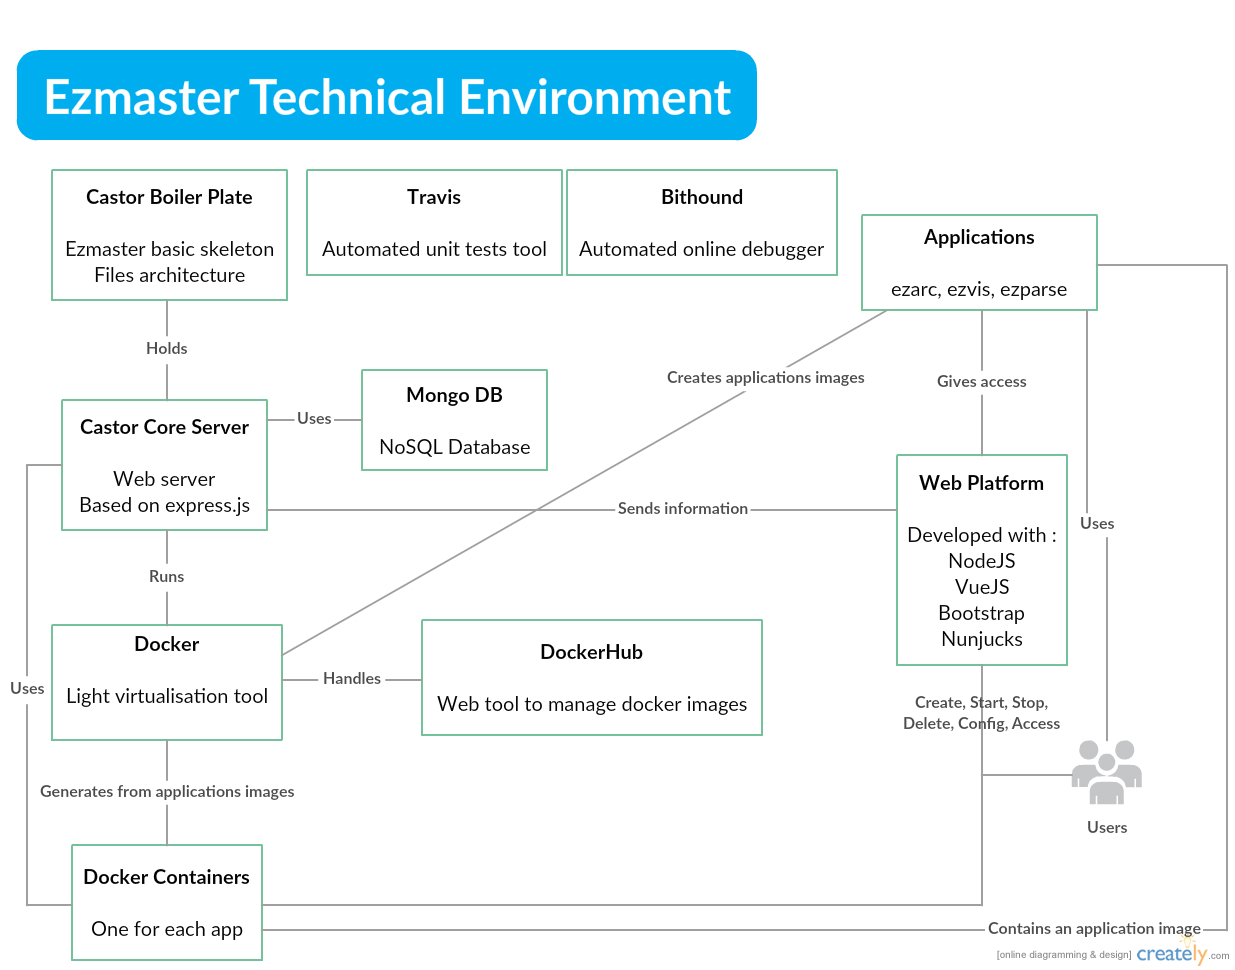 Ezmaster Technical Environment
Castor Boiler Plate
Ezmaster basic skeleton
Files architecture
Travis
Automated unit tests tool
Bithound
Automated online debugger
Applications
ezarc, ezvis, ezparse
Holds
Creates applications images
Gives access
Mongo DB
NoSQL Database
Uses
Castor Core Server
Web server
Based on express.js
Web Platform
Developed with :
NodeJS
VueJS
Bootstrap
Nunjucks
Sends information
Uses
Runs
Docker
Light virtualisation tool
Handles
DockerHub
Web tool to manage docker images
Uses
Create, Start, Stop,
Delete, Config, Access
Generates from applications images
Users
Docker Containers
One for each app
Contains an application image
[online diagramming & design] creately.com